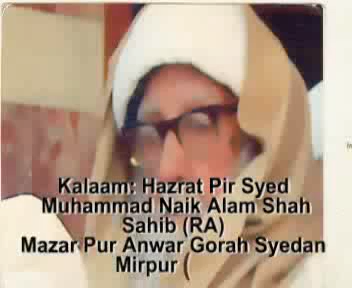 Kalaam: Hazrat Pir Syed
Muhammad Naik Alam Shah
Sahib (RA)
Mazar Pur Anwar Gorah Syedan
Mirpur (